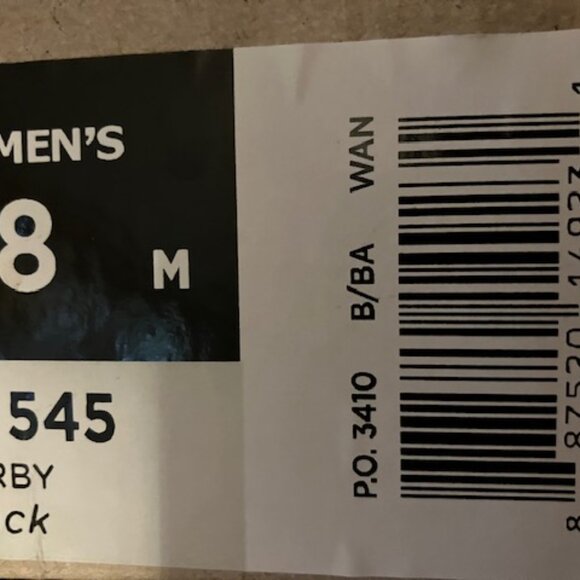 MEN'S
8 M
545
RBY
ck
P.O. 3410 B/BA WAN